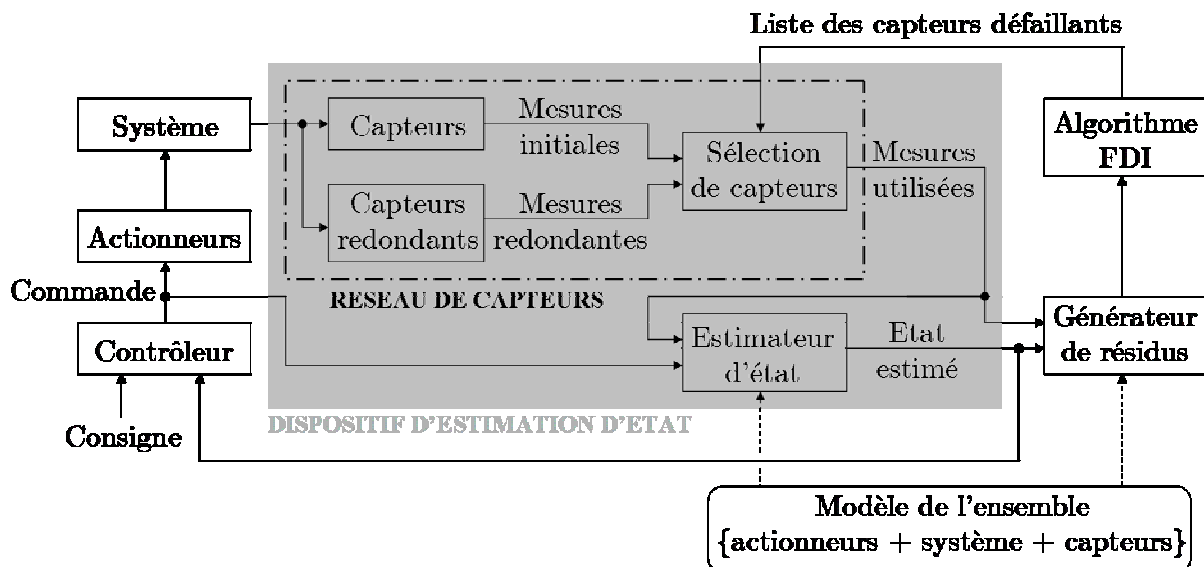 Liste des capteurs défaillants
Système
Capteurs
Mesures
initiales
Sélection
de capteurs
Mesures
utilisées
Algorithme
FDI
Capteurs
redondants
Mesures
redondantes
Actionneurs
Commande
RESEAU DE CAPTEURS
Contrôleur
Estimateur
d'état
Etat
estimé
Générateur
de résidus
Consigne
DISPOSITIF D'ESTIMATION D'ETAT
Modèle de l'ensemble
{actionneurs + système + capteurs}